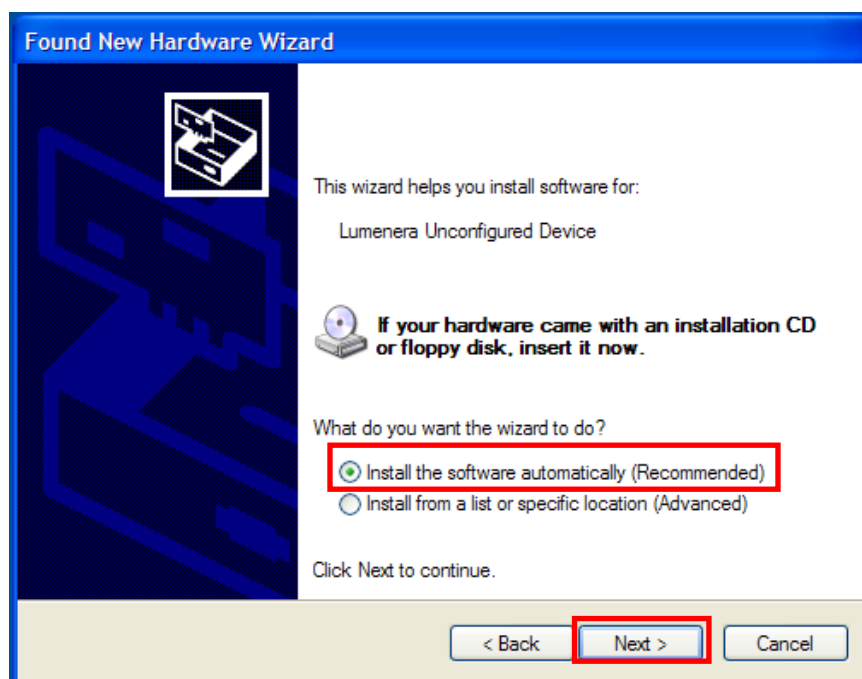 Found New Hardware Wizard
This wizard helps you install software for:
Lumenera Unconfigured Device
If your hardware came with an installation CD
or floppy disk, insert it now.
What do you want the wizard to do?
Install the software automatically (Recommended)
Install from a list or specific location (Advanced)
Click Next to continue.
< Back Next > Cancel